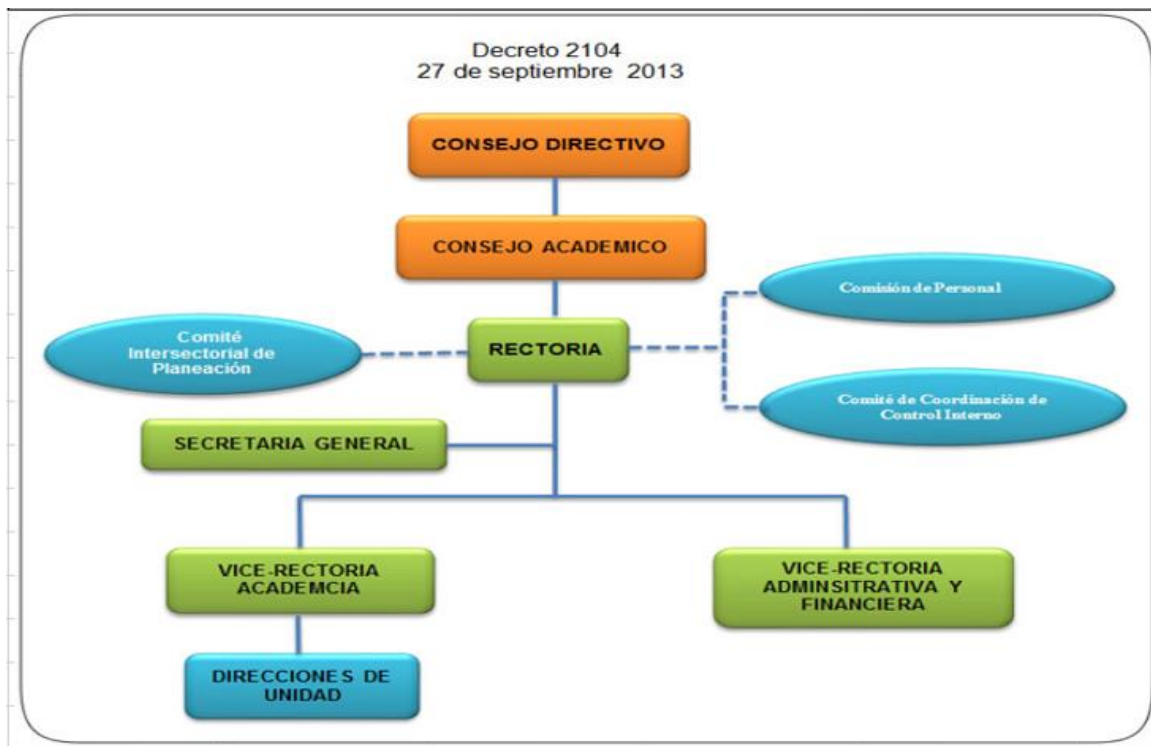 Decreto 2104
27 de septiembre 2013
CONSEJO DIRECTIVO
CONSEJO ACADEMICO
Comisión de Personal
Comité
Intersectorial de
Planeación
RECTORIA
Comité de Coordinación de
Control Interno
SECRETARIA GENERAL
VICE-RECTORIA
ACADEMCIA
VICE-RECTORIA
ADMINSITRATIVA Y
FINANCIERA
DIRECCIONES DE
UNIDAD